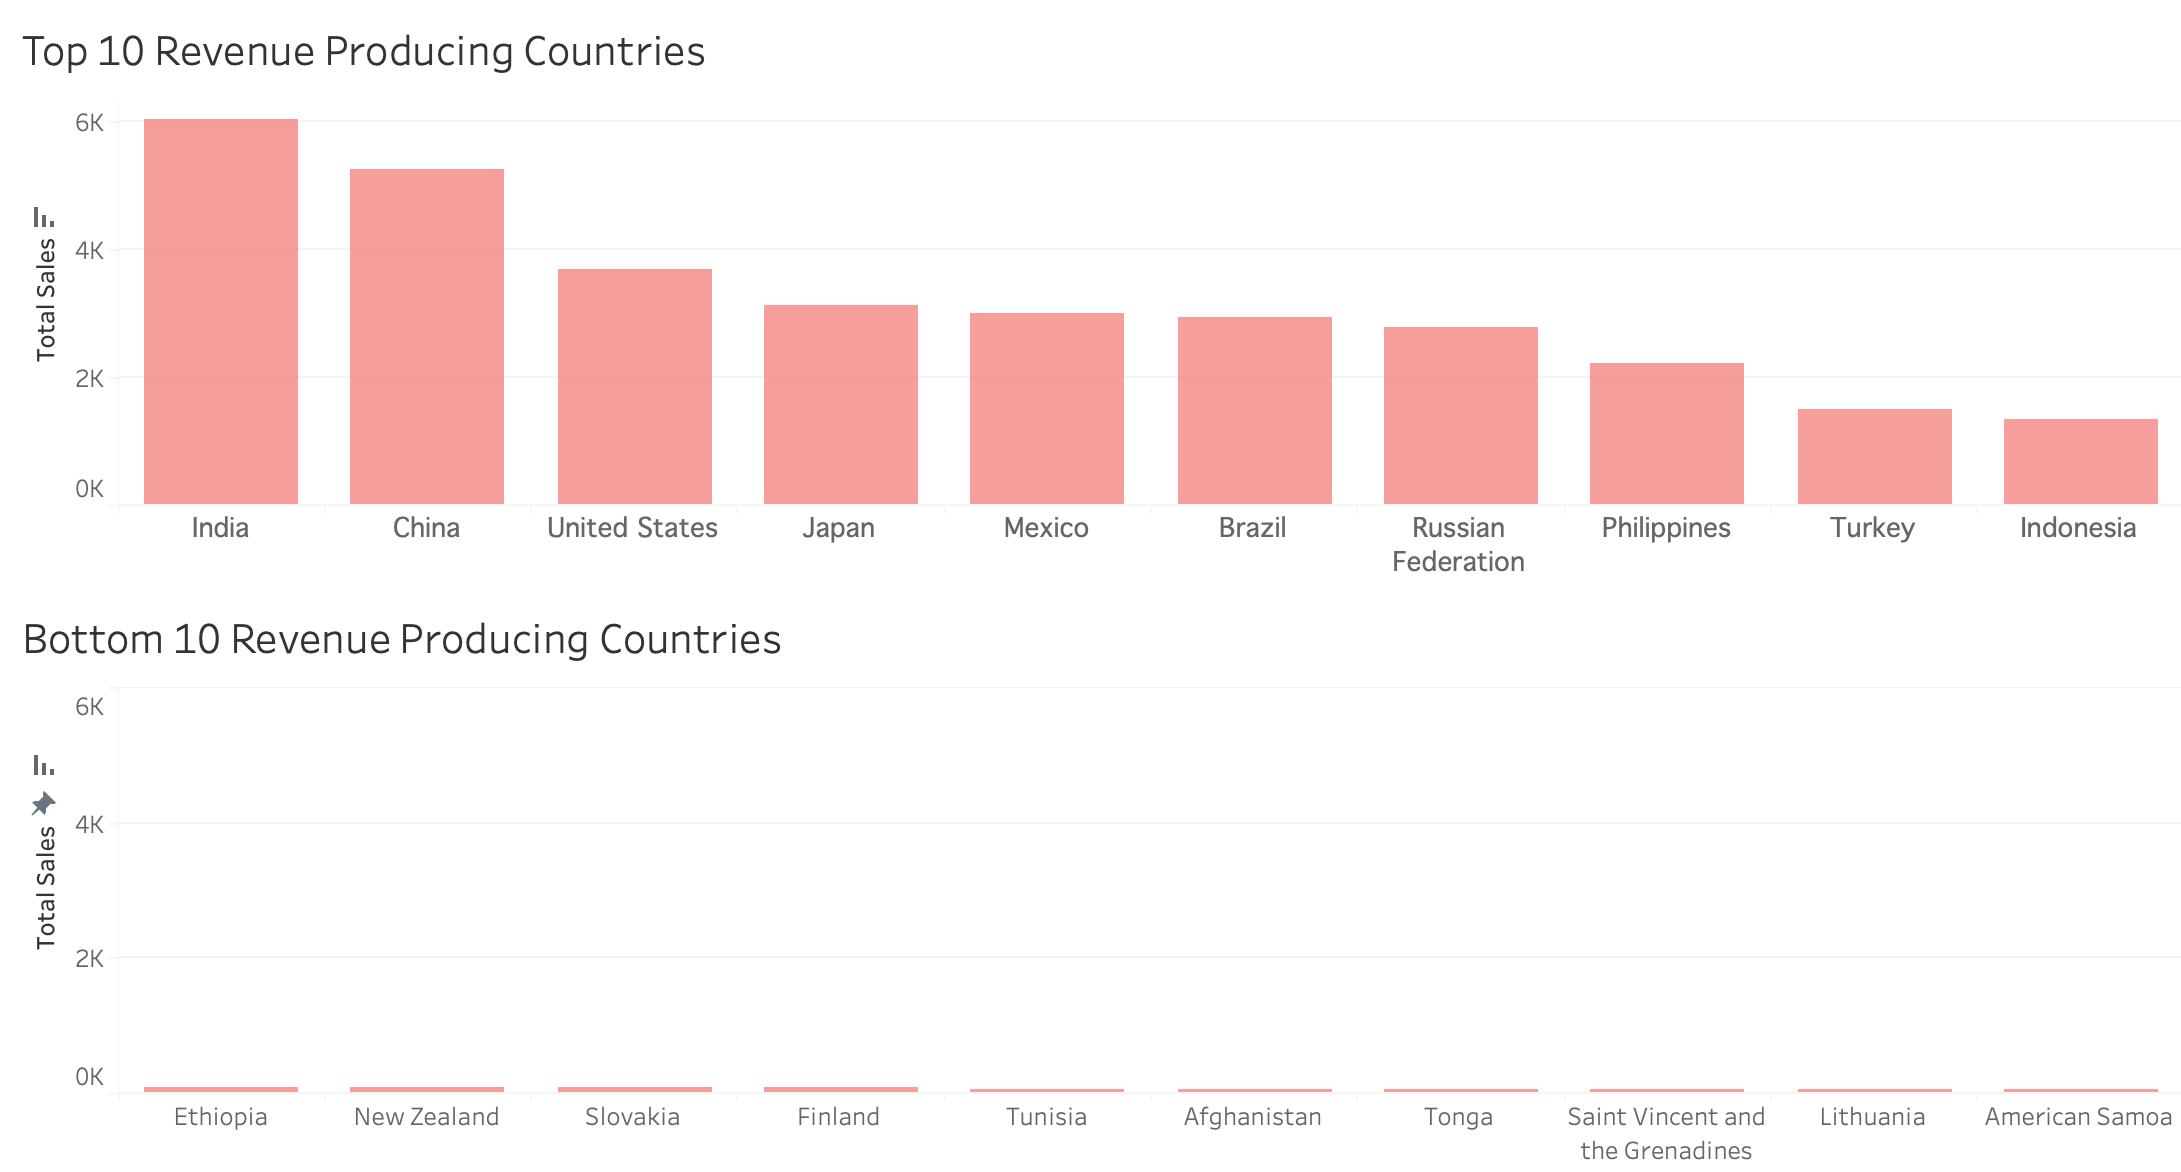 Top 10 Revenue Producing Countries
6K
4K
2K
0K
Total Sales
India
China
United States
Japan
Mexico
Brazil
Russian
Federation
Philippines
Turkey
Indonesia
Bottom 10 Revenue Producing Countries
6K
4K
2K
0K
Total Sales
Ethiopia
New Zealand
Slovakia
Finland
Tunisia
Afghanistan
Tonga
Saint Vincent and
the Grenadines
Lithuania
American Samoa